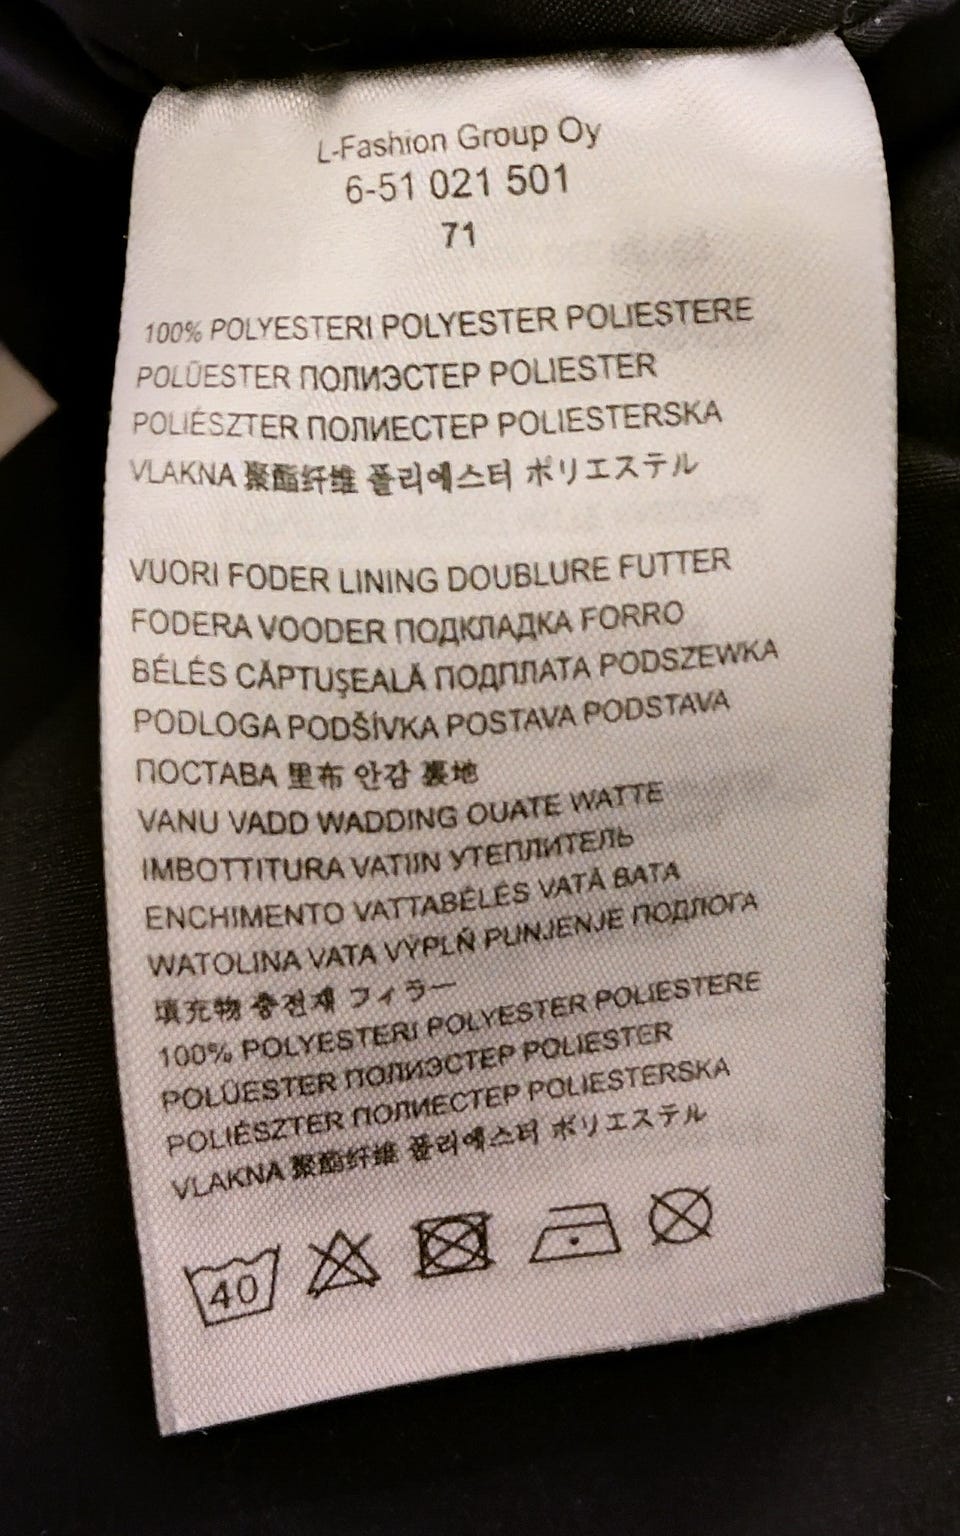 L-Fashion Group Oy
6-51 021 501
71
100% POLYESTERI POLYESTER POLIESTERE
POLÜESTER ПОЛИЭСТЕР POLIESTER
POLIÉSZTER ПОЛИЕСТЕР POLIESTERSKA
VLAKNA 聚酯纤维 폴리에스터 ポリエステル
VUORI FODER LINING DOUBLURE FUTTER
FODERA VOODER ПОДКЛАДКА FORRO
BÉLÉS CĂPTUŞEALĂ ПОДПЛАТА PODSZEWKA
PODLOGA PODŠÍVKA POSTAVA PODSTAVA
ПОСТАВА 里布 안감 裏地
VANU VADD WADDING OUATE WATTE
IMBOTTITURA VATIIN УТЕПЛИТЕЛЬ
ENCHIMENTO VATTABÉLÉS VATĂ ВАТА
WATOLINA VATA VÝPLŇ PUNJENJE ПОДЛОГА
填充物 충전재 フィラー
100% POLYESTERI POLYESTER POLIESTERE
POLÜESTER ПОЛИЭСТЕР POLIESTER
POLIÉSZTER ПОЛИЕСТЕР POLIESTERSKA
VLAKNA 聚酯纤维 폴리에스터 ポリエステル
40